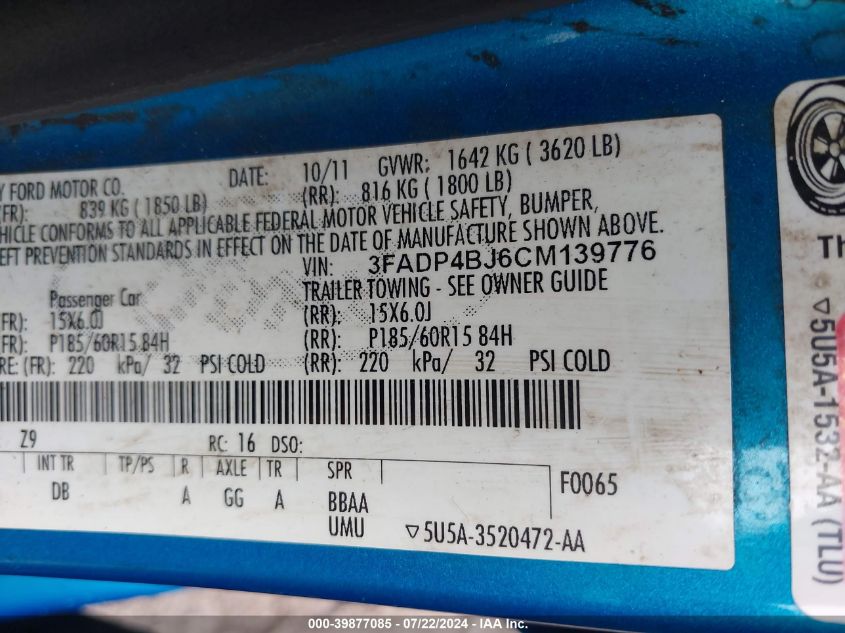 Y FORD MOTOR CO. DATE: 10/11 GVWR: 1642 KG ( 3620 LB)
(FR): 839 KG ( 1850 LB) (RR): 816 KG ( 1800 LB)
HICLE CONFORMS TO ALL APPLICABLE FEDERAL MOTOR VEHICLE SAFETY, BUMPER,
EFT PREVENTION STANDARDS IN EFFECT ON THE DATE OF MANUFACTURE SHOWN ABOVE.
VIN: 3FADP4BJ6CM139776
Passenger Car TRAILER TOWING - SEE OWNER GUIDE
(FR): 15X6.0J (RR): 15X6.0J
(FR): P185/60R15 84H (RR): P185/60R15 84H
RE: (FR): 220 kPa/ 32 PSI COLD (RR): 220 kPa/ 32 PSI COLD
: Z9 RC: 16 DSO:
INT TR TP/PS R AXLE TR SPR
DB A GG A BBAA F0065
UMU ▽5U5A-3520472-AA
Th
▽5U5A-1532-AA (TLU)
000-39877085 - 07/22/2024 - IAA, Inc.